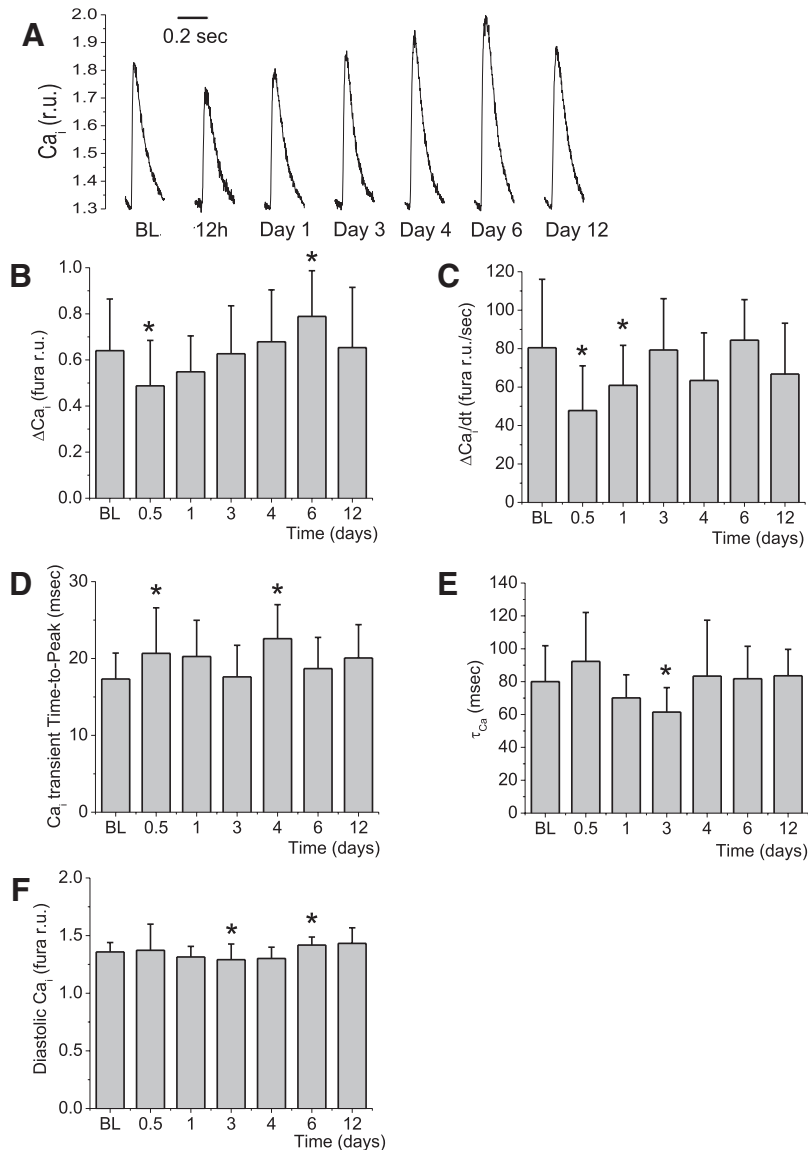 A
Ca i (r.u.)
2.0
1.9
1.8
1.7
1.6
1.5
1.4
1.3
0.2 sec
BL. 12h Day 1 Day 3 Day 4 Day 6 Day 12
B
ΔCa i (fura r.u.)
1.0
0.8
0.6
0.4
0.2
0.0
* *
BL 0.5 1 3 4 6 12
Time (days)
C
ΔCa i /dt (fura r.u./sec)
120
100
80
60
40
20
0
* *
BL 0.5 1 3 4 6 12
Time (days)
D
Ca i transient Time-to-Peak (msec)
30
20
10
0
* *
BL 0.5 1 3 4 6 12
Time (days)
E
τ Ca (msec)
140
120
100
80
60
40
20
0
*
BL 0.5 1 3 4 6 12
Time (days)
F
Diastolic Ca i (fura r.u.)
2.0
1.5
1.0
0.5
0.0
* *
BL 0.5 1 3 4 6 12
Time (days)